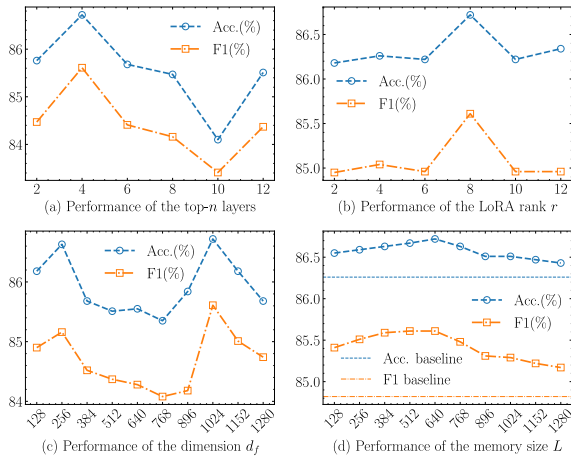 86
85
84
Acc.(%)
F1(%)
2 4 6 8 10 12
(a) Performance of the top-n layers
86.5
86.0
85.5
85.0
Acc.(%)
F1(%)
2 4 6 8 10 12
(b) Performance of the LoRA rank r
86
85
84
Acc.(%)
F1(%)
128 256 384 512 640 768 896 1024 1152 1280
(c) Performance of the dimension d_f
86.5
86.0
85.5
85.0
Acc.(%)
F1(%)
Acc. baseline
F1 baseline
128 256 384 512 640 768 896 1024 1152 1280
(d) Performance of the memory size L